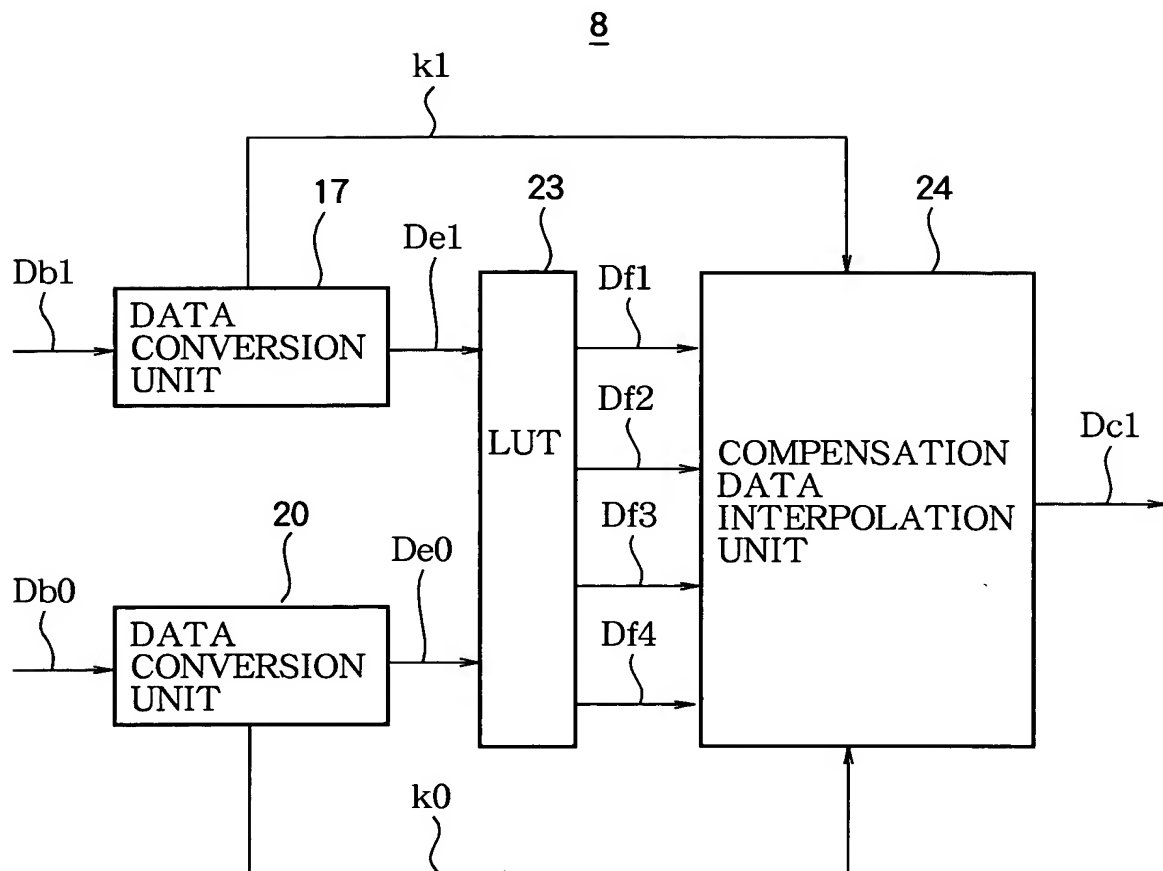 8
k1
17
23
24
De1
Db1
Df1
DATA
CONVERSION
UNIT
Df2
LUT
COMPENSATION
DATA
INTERPOLATION
UNIT
Dc1
20
Df3
De0
Db0
DATA
CONVERSION
UNIT
Df4
k0